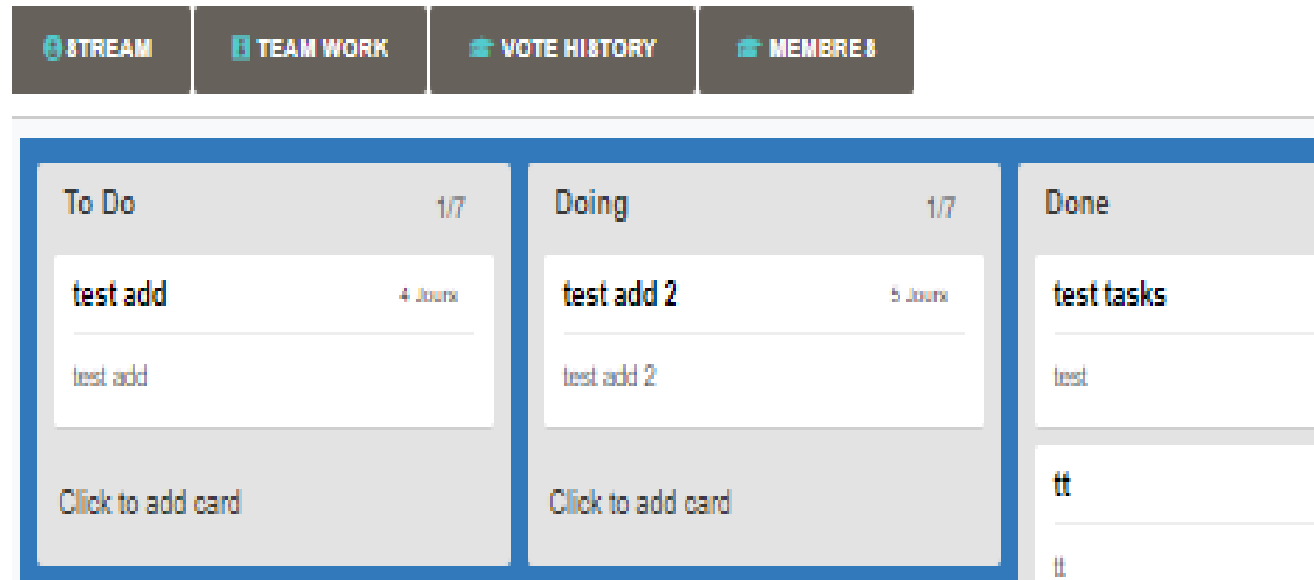 STREAM
TEAM WORK
VOTE HISTORY
MEMBRES
To Do 1/7
test add 4 Jours
test add
Click to add card
Doing 1/7
test add 2 5 Jours
test add 2
Click to add card
Done
test tasks
test
tt
tt